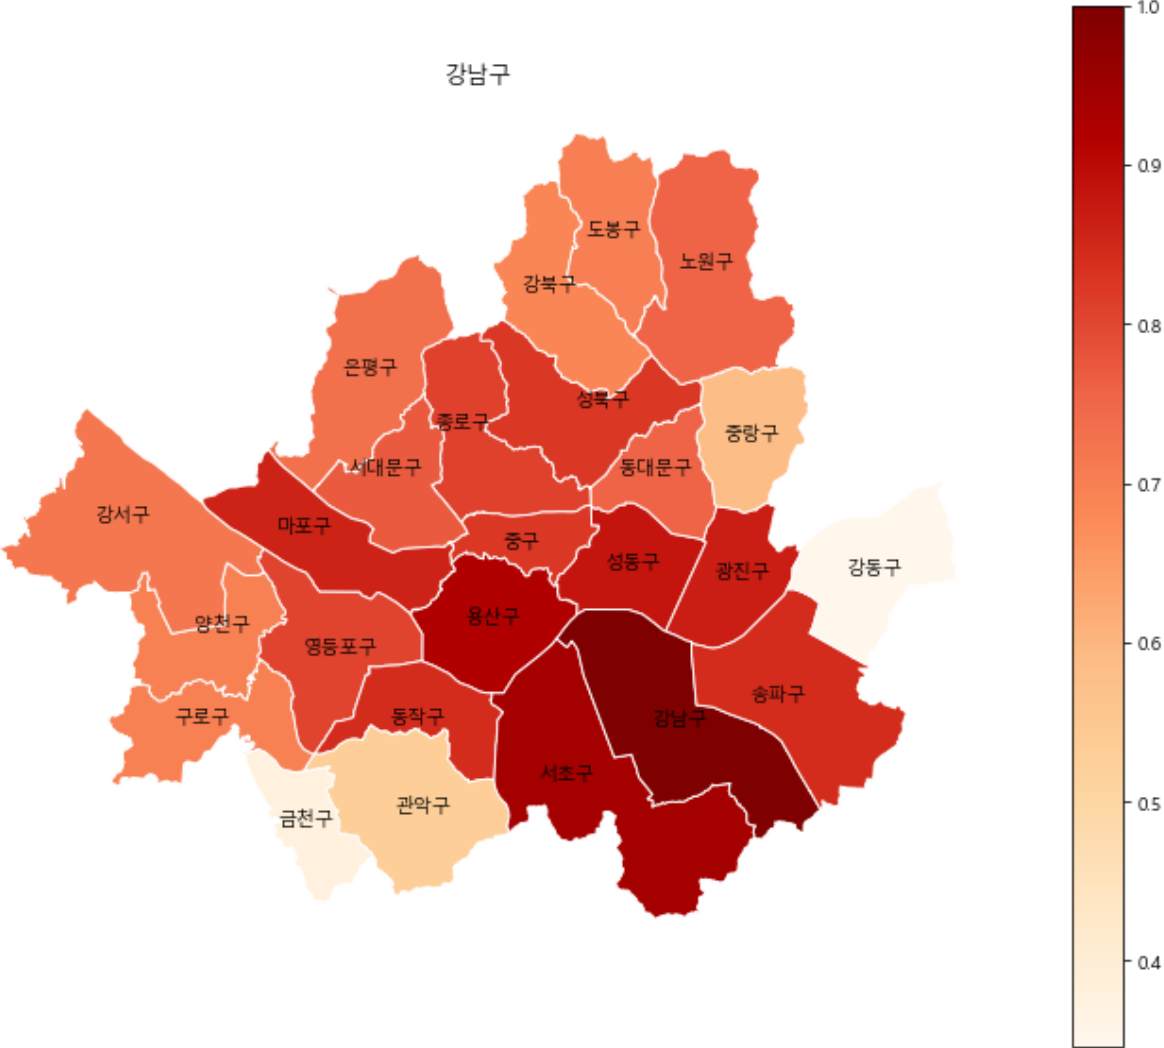 강남구
1.0
0.9
0.8
0.7
0.6
0.5
0.4
도봉구
노원구
강북구
은평구
성북구
종로구
중랑구
서대문구
동대문구
강서구
마포구
중구
성동구
광진구
강동구
용산구
양천구
영등포구
송파구
구로구
동작구
강남구
서초구
관악구
금천구